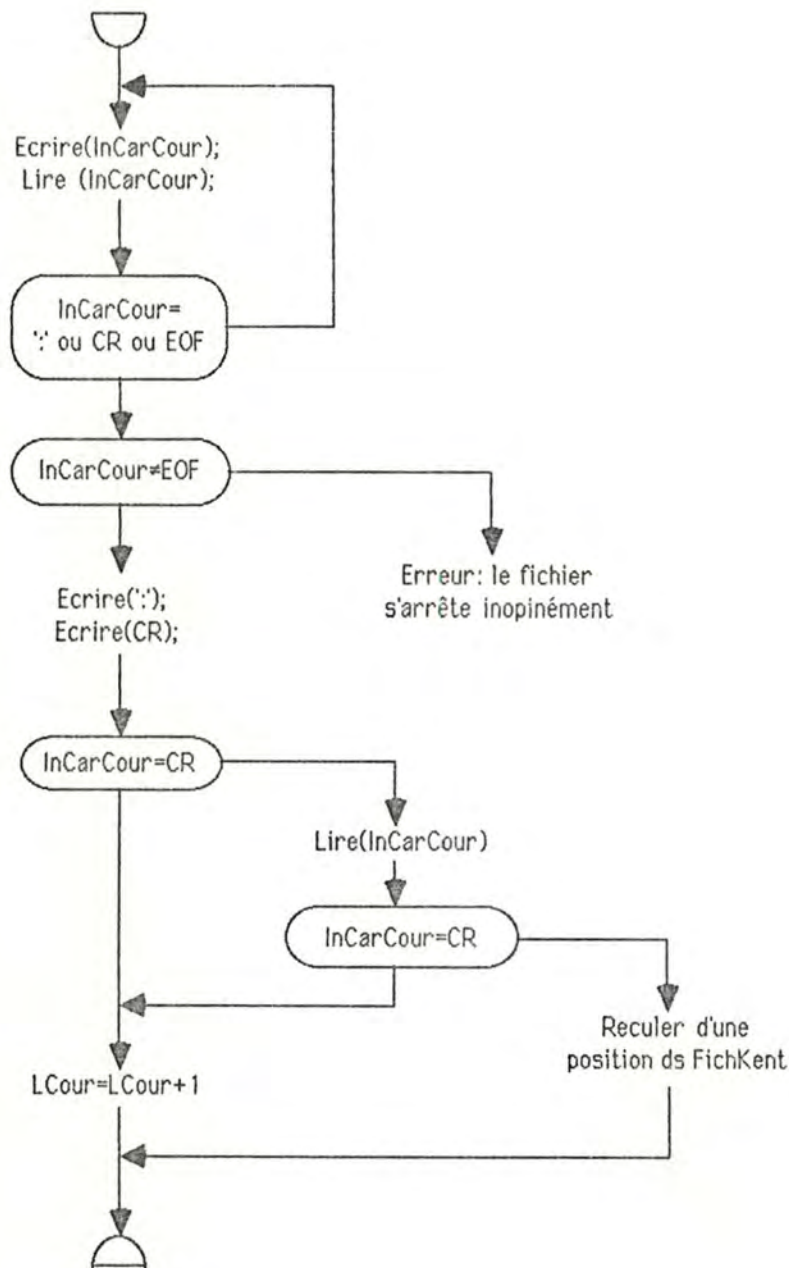 Ecrire(InCarCour);
Lire (InCarCour);
InCarCour=
':' ou CR ou EOF
InCarCour≠EOF
Erreur: le fichier
s'arrête inopinément
Ecrire(':');
Ecrire(CR);
InCarCour=CR
Lire(InCarCour)
InCarCour=CR
Reculer d'une
position ds FichKent
LCour=LCour+1